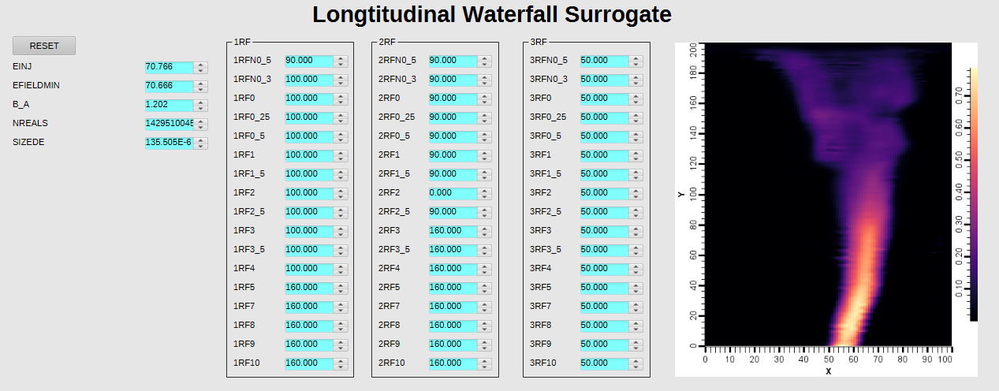 Longtitudinal Waterfall Surrogate
RESET
EINJ 70.766
EFIELDMIN 70.666
B_A 1.202
NREALS 1429510045
SIZEDE 135.505E-6
1RF
1RFN0_5 90.000
1RFN0_3 100.000
1RF0 100.000
1RF0_25 100.000
1RF0_5 100.000
1RF1 100.000
1RF1_5 100.000
1RF2 100.000
1RF2_5 100.000
1RF3 100.000
1RF3_5 100.000
1RF4 100.000
1RF5 160.000
1RF7 160.000
1RF8 160.000
1RF9 160.000
1RF10 160.000
2RF
2RFN0_5 90.000
2RFN0_3 90.000
2RF0 90.000
2RF0_25 90.000
2RF0_5 90.000
2RF1 90.000
2RF1_5 90.000
2RF2 0.000
2RF2_5 90.000
2RF3 160.000
2RF3_5 160.000
2RF4 160.000
2RF5 160.000
2RF7 160.000
2RF8 160.000
2RF9 160.000
2RF10 160.000
3RF
3RFN0_5 50.000
3RFN0_3 50.000
3RF0 50.000
3RF0_25 50.000
3RF0_5 50.000
3RF1 50.000
3RF1_5 50.000
3RF2 50.000
3RF2_5 50.000
3RF3 50.000
3RF3_5 50.000
3RF4 50.000
3RF5 50.000
3RF7 50.000
3RF8 50.000
3RF9 50.000
3RF10 50.000
Y
200
180
160
140
120
100
80
60
40
20
0
0 10 20 30 40 50 60 70 80 90 100
X
0.70
0.60
0.50
0.40
0.30
0.20
0.10